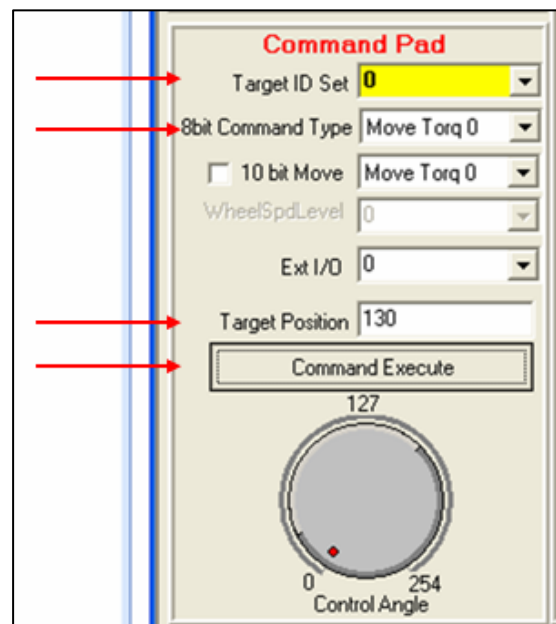 Command Pad
Target ID Set 0
8bit Command Type Move Torq 0
10 bit Move Move Torq 0
WheelSpdLevel 0
Ext I/O 0
Target Position 130
Command Execute
127
0 254
Control Angle